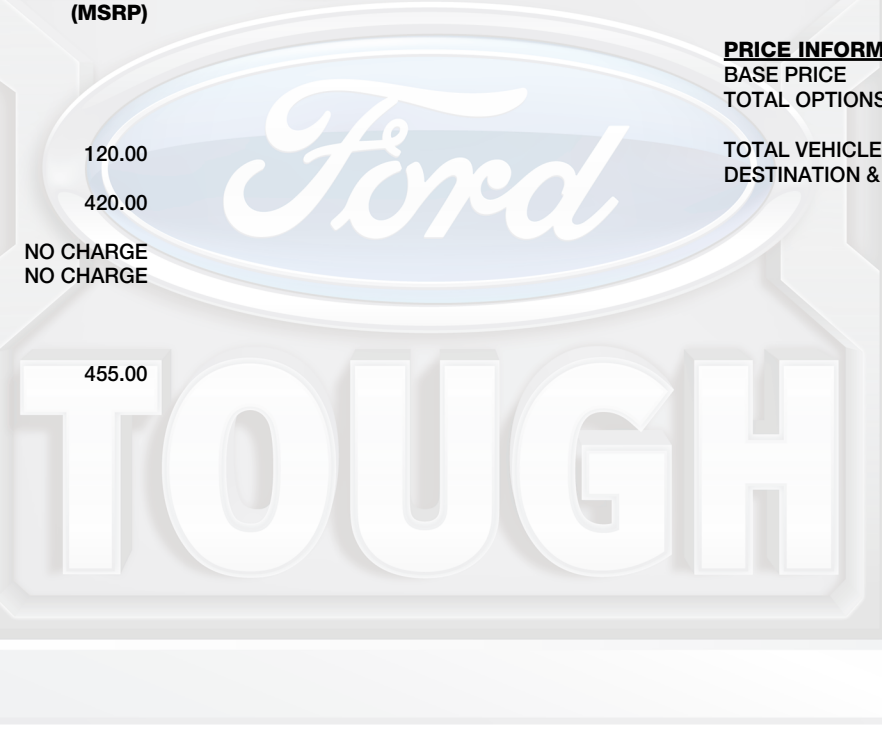 (MSRP)
120.00
420.00
NO CHARGE
NO CHARGE
455.00
PRICE INFORM
BASE PRICE
TOTAL OPTIONS
TOTAL VEHICLE
DESTINATION &
Ford
TOUGH